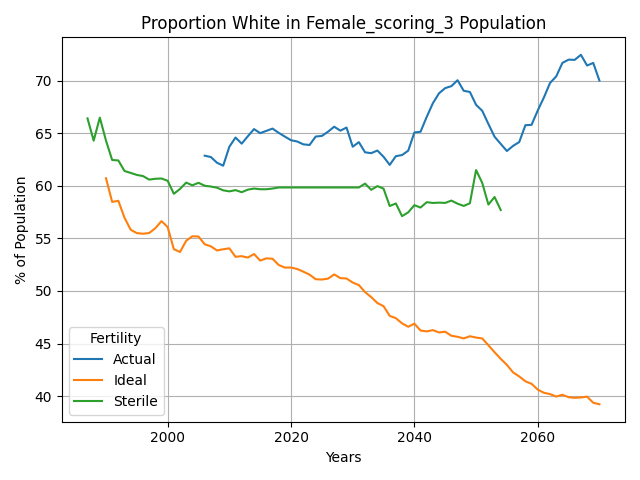 Proportion White in Female_scoring_3 Population
% of Population
70
65
60
55
50
45
40
Fertility
Actual
Ideal
Sterile
2000
2020
2040
2060
Years